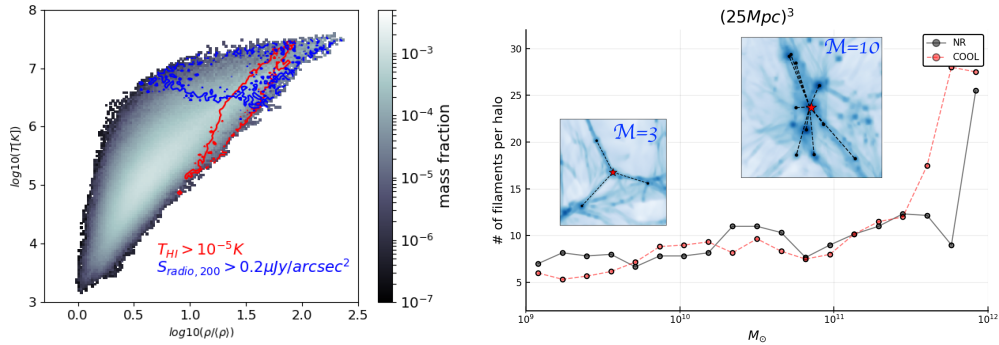 8
7
6
5
4
3
log10(T[K])
T_HI > 10^-5 K
S_radio,200 > 0.2μJy/arcsec^2
0.0 0.5 1.0 1.5 2.0 2.5
log10(ρ/⟨ρ⟩)
10^-3
10^-4
10^-5
10^-6
10^-7
mass fraction
(25Mpc)^3
30
25
20
15
10
5
# of filaments per halo
M=3
M=10
NR
COOL
10^9 10^10 10^11 10^12
M_⊙